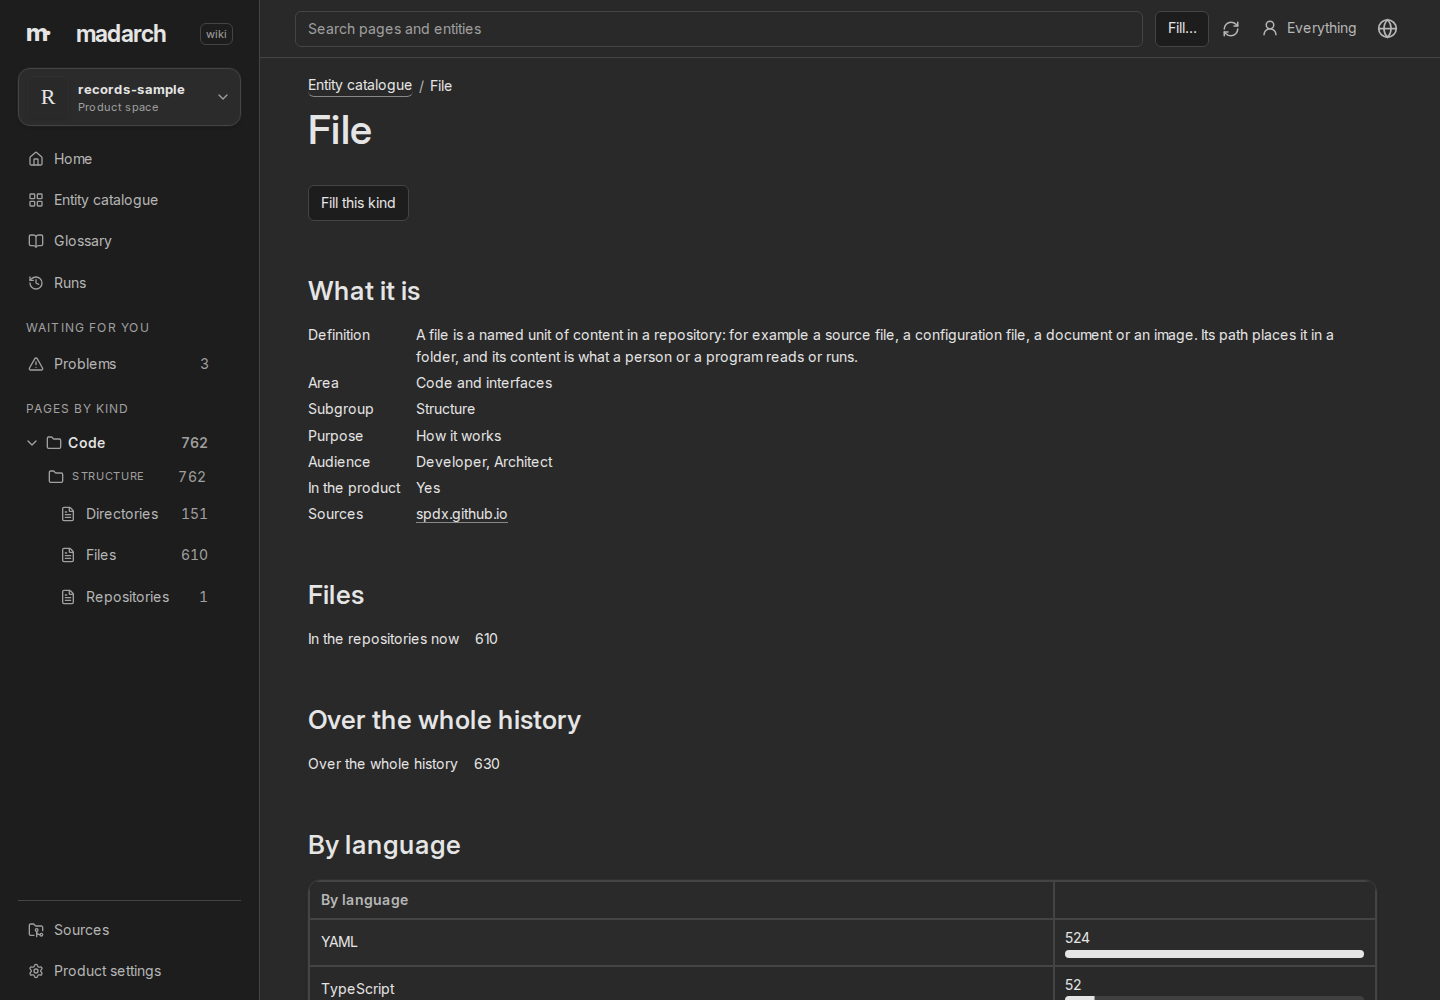 m·
madarch
wiki
R
records-sample
Product space
Home
Entity catalogue
Glossary
Runs
WAITING FOR YOU
Problems 3
PAGES BY KIND
Code 762
STRUCTURE 762
Directories 151
Files 610
Repositories 1
Sources
Product settings
Search pages and entities
Fill...
Everything
Entity catalogue / File
File
Fill this kind
What it is
Definition A file is a named unit of content in a repository: for example a source file, a configuration file, a document or an image. Its path places it in a
folder, and its content is what a person or a program reads or runs.
Area Code and interfaces
Subgroup Structure
Purpose How it works
Audience Developer, Architect
In the product Yes
Sources spdx.github.io
Files
In the repositories now 610
Over the whole history
Over the whole history 630
By language
By language
YAML 524
TypeScript 52